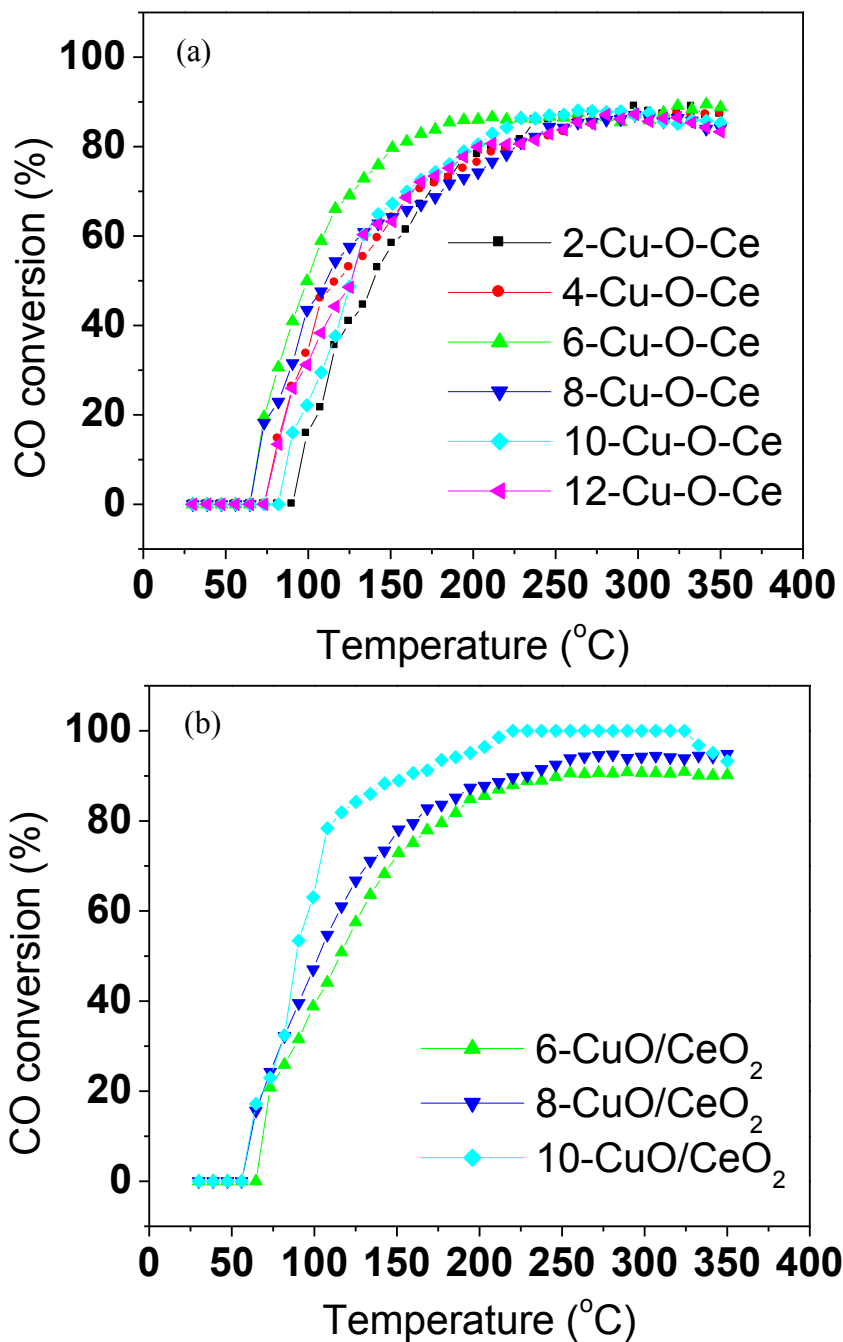 (a)
CO conversion (%)
100
80
60
40
20
0
2-Cu-O-Ce
4-Cu-O-Ce
6-Cu-O-Ce
8-Cu-O-Ce
10-Cu-O-Ce
12-Cu-O-Ce
0 50 100 150 200 250 300 350 400
Temperature (°C)
(b)
CO conversion (%)
100
80
60
40
20
0
6-CuO/CeO₂
8-CuO/CeO₂
10-CuO/CeO₂
0 50 100 150 200 250 300 350 400
Temperature (°C)